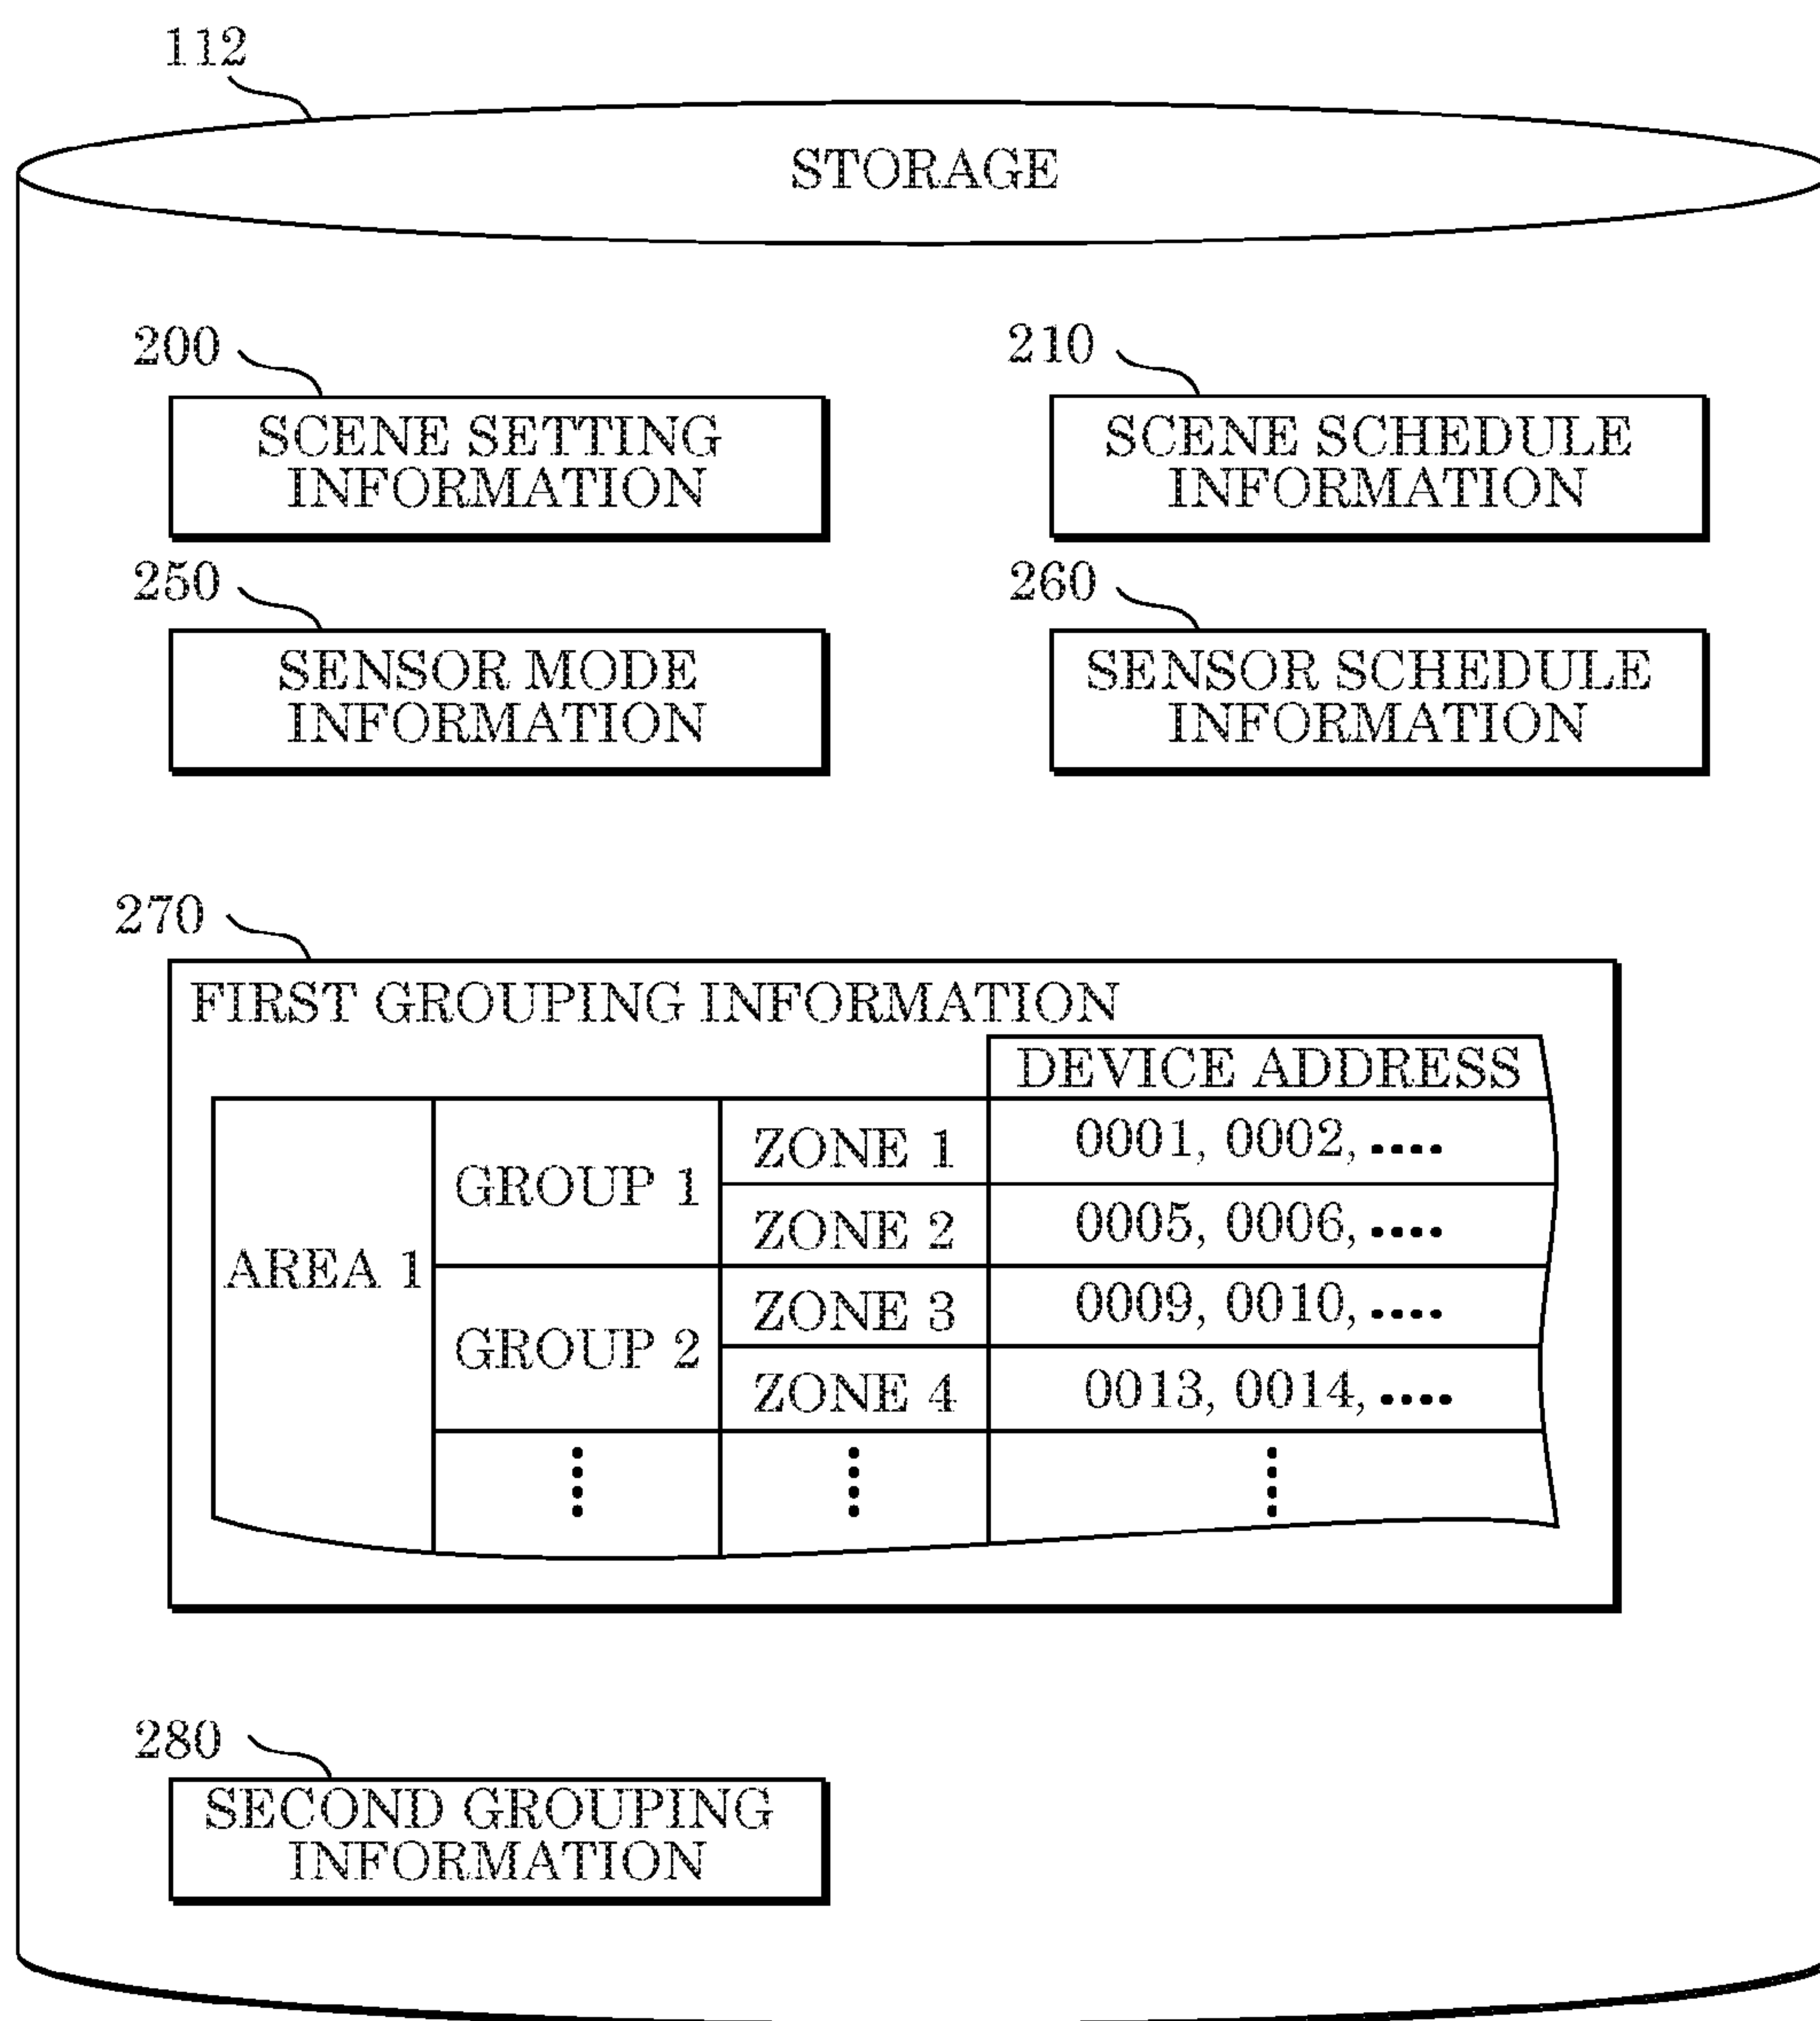 112
STORAGE
200
210
SCENE SETTING
INFORMATION
SCENE SCHEDULE
INFORMATION
250
260
SENSOR MODE
INFORMATION
SENSOR SCHEDULE
INFORMATION
270
FIRST GROUPING INFORMATION
DEVICE ADDRESS
AREA 1
GROUP 1
ZONE 1
0001, 0002, ••••
ZONE 2
0005, 0006, ••••
GROUP 2
ZONE 3
0009, 0010, ••••
ZONE 4
0013, 0014, ••••
280
SECOND GROUPING
INFORMATION